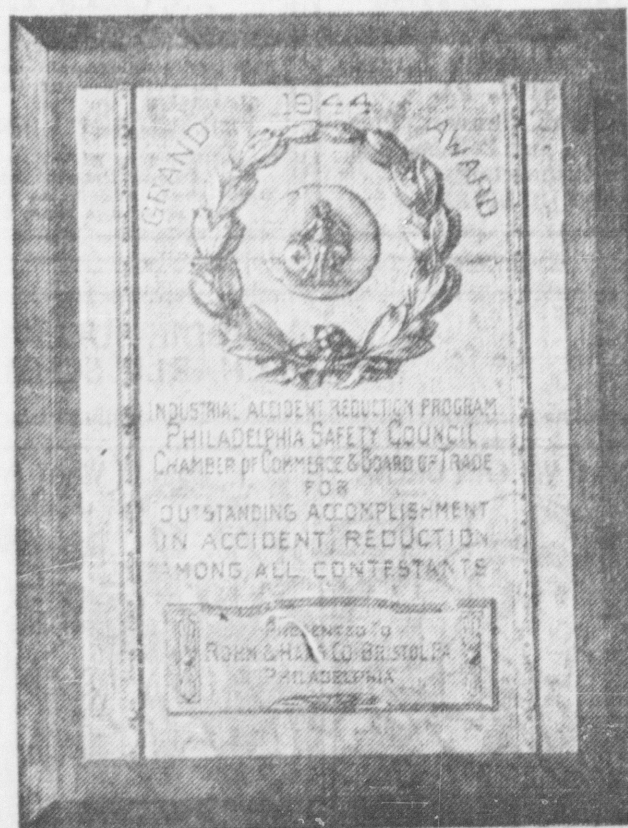 1944
GRAND AWARD
INDUSTRIAL ACCIDENT REDUCTION PROGRAM
PHILADELPHIA SAFETY COUNCIL
CHAMBER OF COMMERCE & BOARD OF TRADE
FOR
OUTSTANDING ACCOMPLISHMENT
IN ACCIDENT REDUCTION
AMONG ALL CONTESTANTS
PRESENTED TO
ROHM & HAAS CO. BRISTOL PA.
PHILADELPHIA